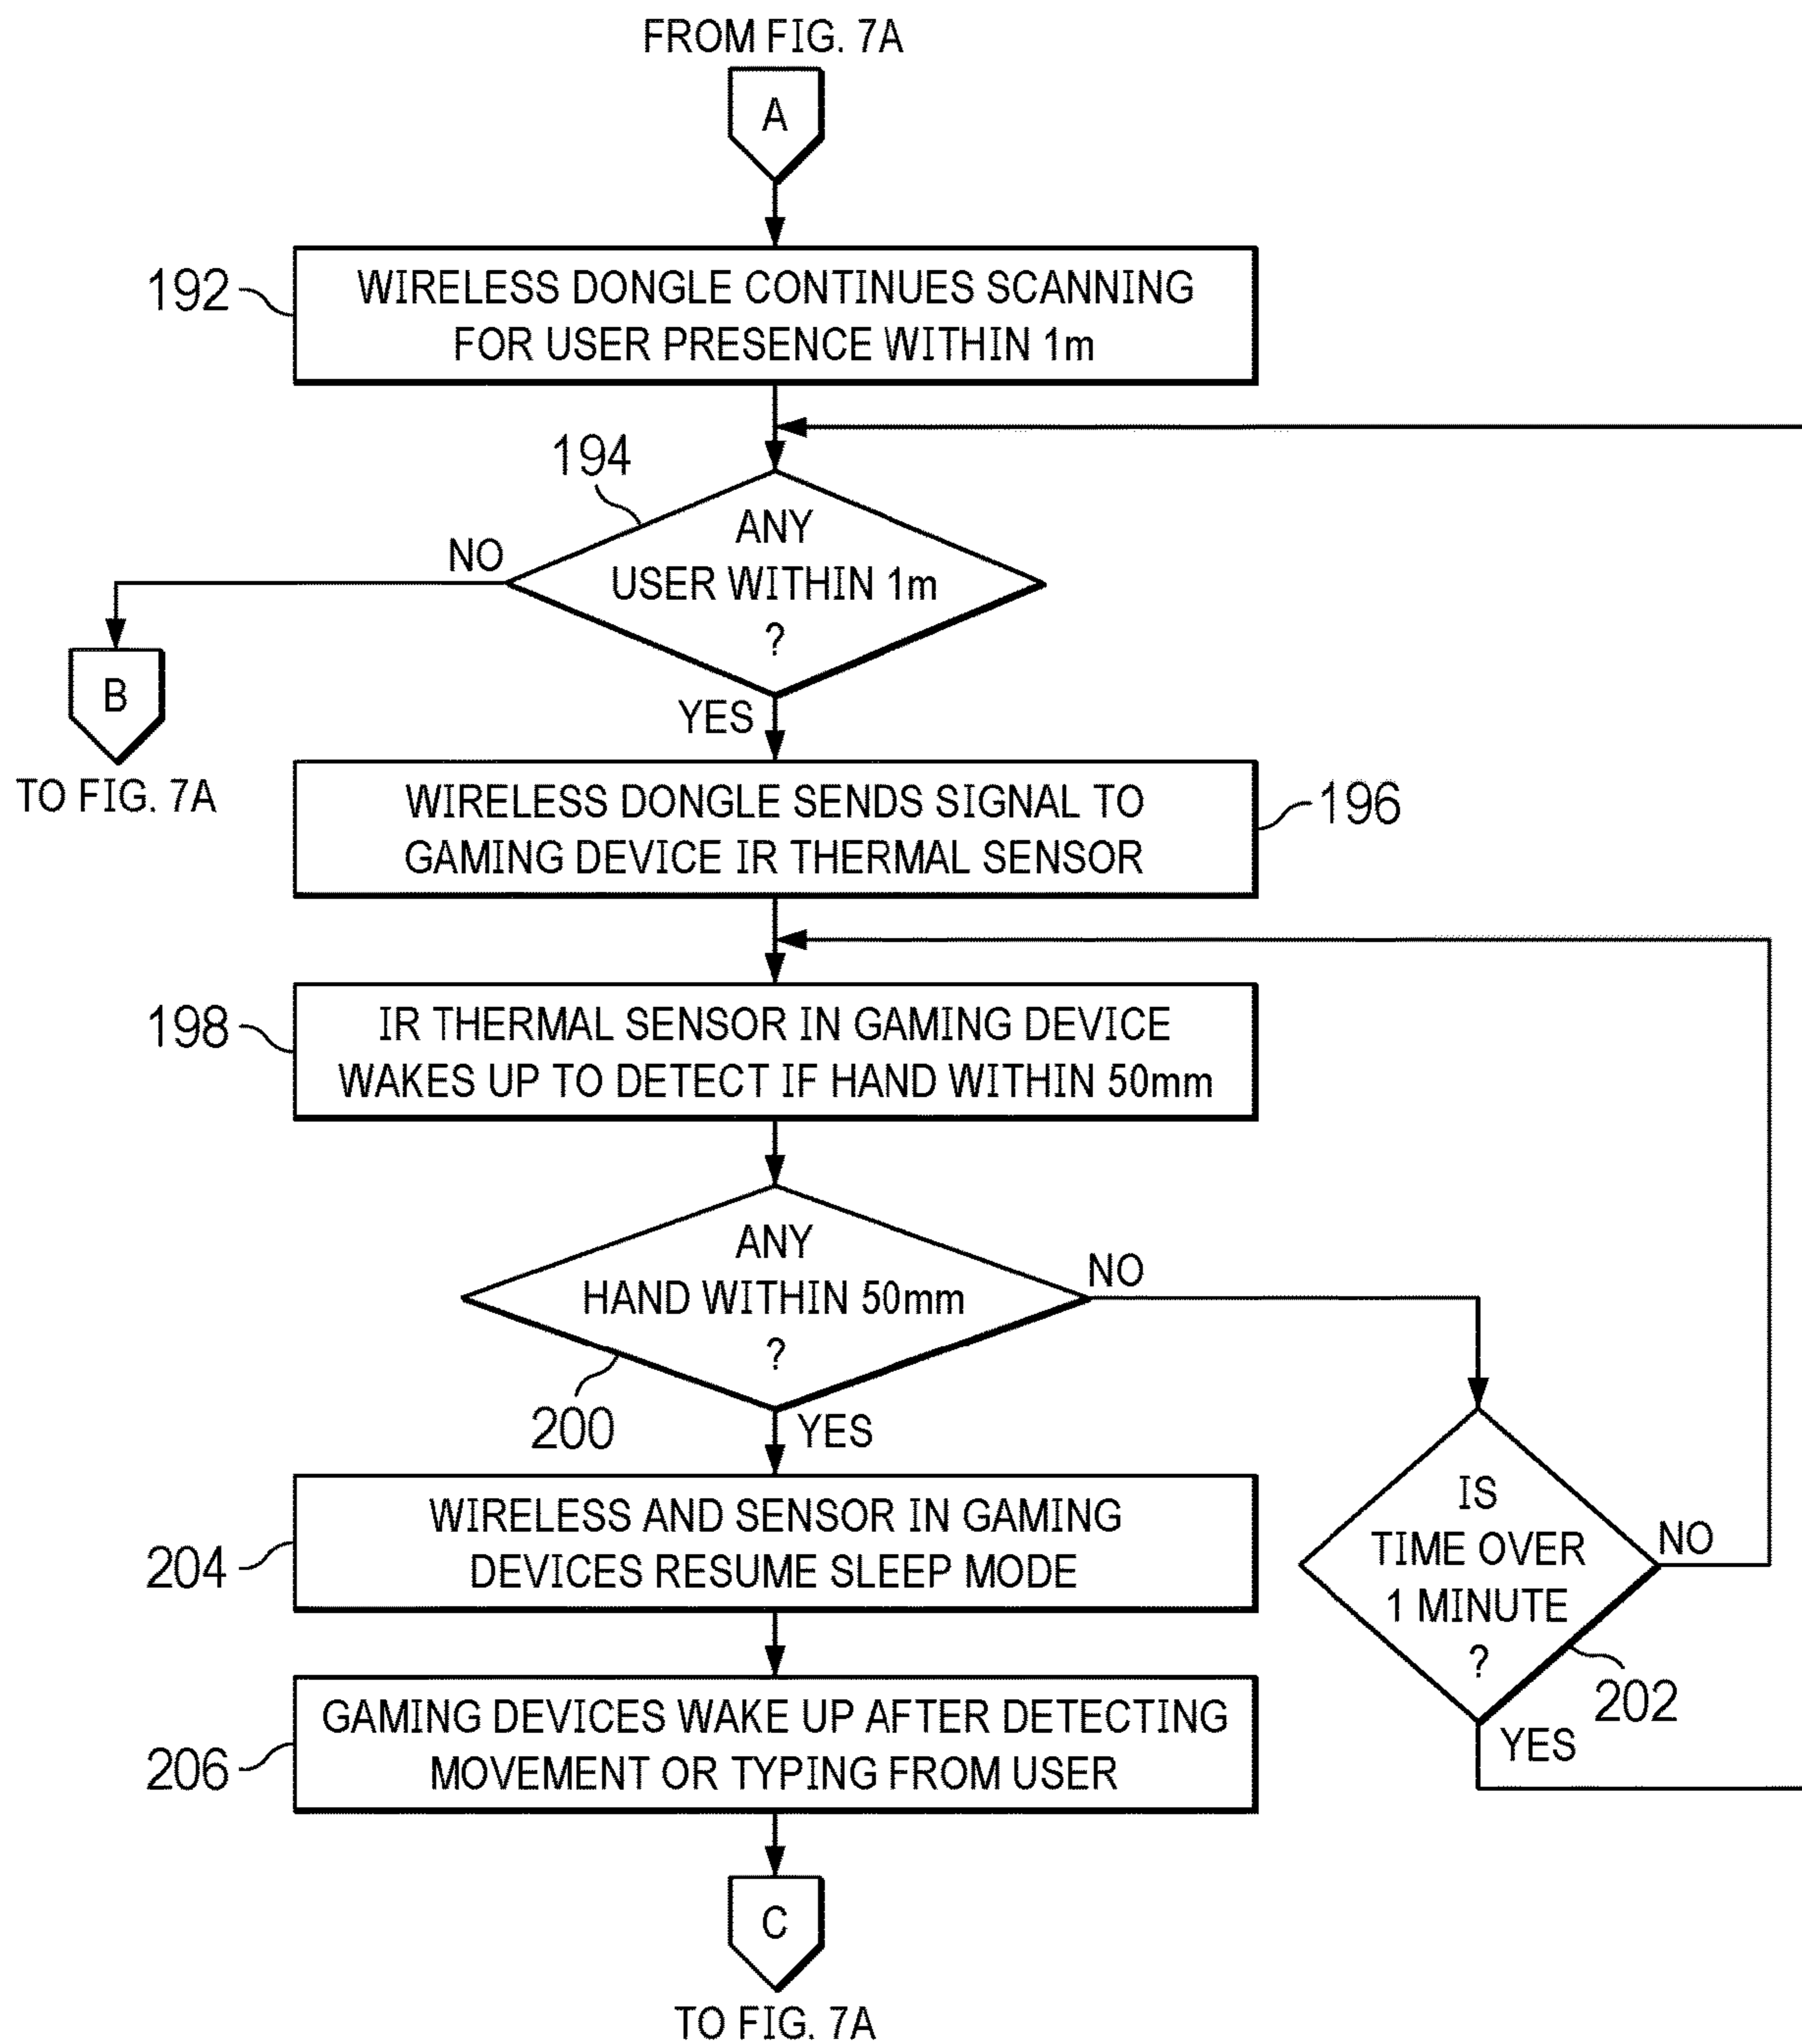 FROM FIG. 7A
A
192
WIRELESS DONGLE CONTINUES SCANNING
FOR USER PRESENCE WITHIN 1m
194
ANY
USER WITHIN 1m
?
NO
B
TO FIG. 7A
YES
WIRELESS DONGLE SENDS SIGNAL TO
GAMING DEVICE IR THERMAL SENSOR
196
198
IR THERMAL SENSOR IN GAMING DEVICE
WAKES UP TO DETECT IF HAND WITHIN 50mm
ANY
HAND WITHIN 50mm
?
NO
200
YES
IS
TIME OVER
1 MINUTE
?
NO
202
YES
204
WIRELESS AND SENSOR IN GAMING
DEVICES RESUME SLEEP MODE
206
GAMING DEVICES WAKE UP AFTER DETECTING
MOVEMENT OR TYPING FROM USER
C
TO FIG. 7A